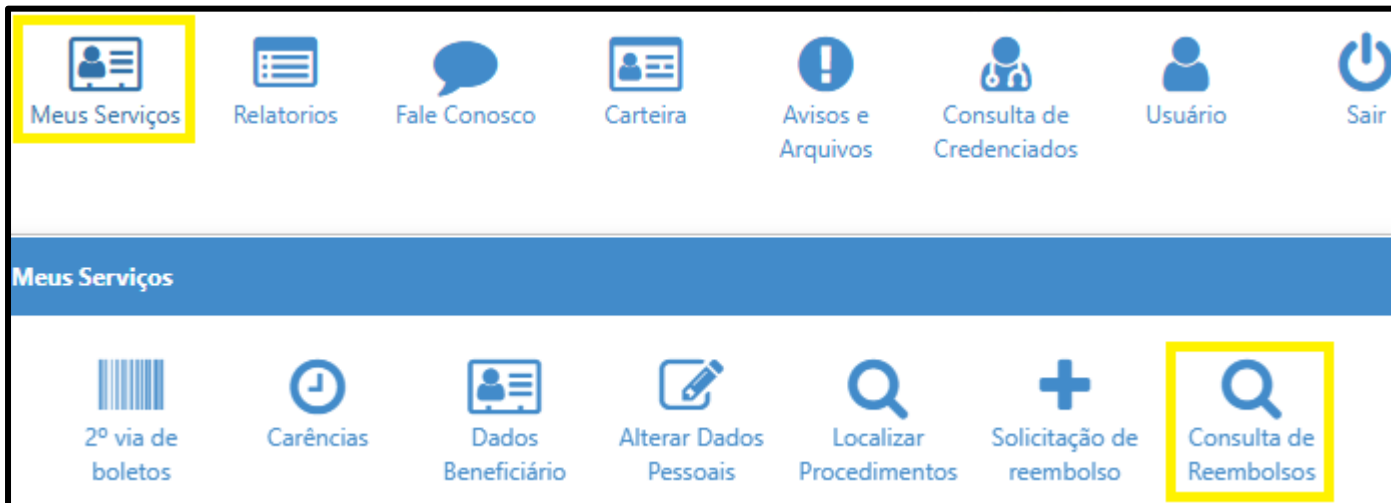 Meus Serviços
Relatorios
Fale Conosco
Carteira
Avisos e
Arquivos
Consulta de
Credenciados
Usuário
Sair
Meus Serviços
2º via de
boletos
Carências
Dados
Beneficiário
Alterar Dados
Pessoais
Localizar
Procedimentos
Solicitação de
reembolso
Consulta de
Reembolsos